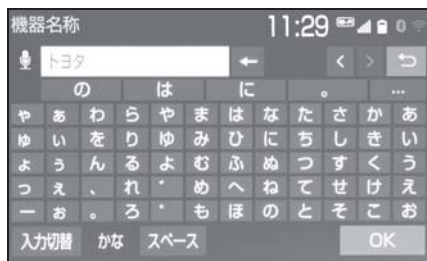 機器名称 11:29
トヨタ
の は に 。 …
ゃ ぁ わ ら や ま は な た さ か あ
ゅ ぃ を り ゆ み ひ に ち し き い
ょ ぅ ん る よ む ふ ぬ つ す く う
っ ぇ 、 れ ゛ め へ ね て せ け え
ー ぉ 。 ろ ゜ も ほ の と そ こ お
入力切替 かな スペース OK